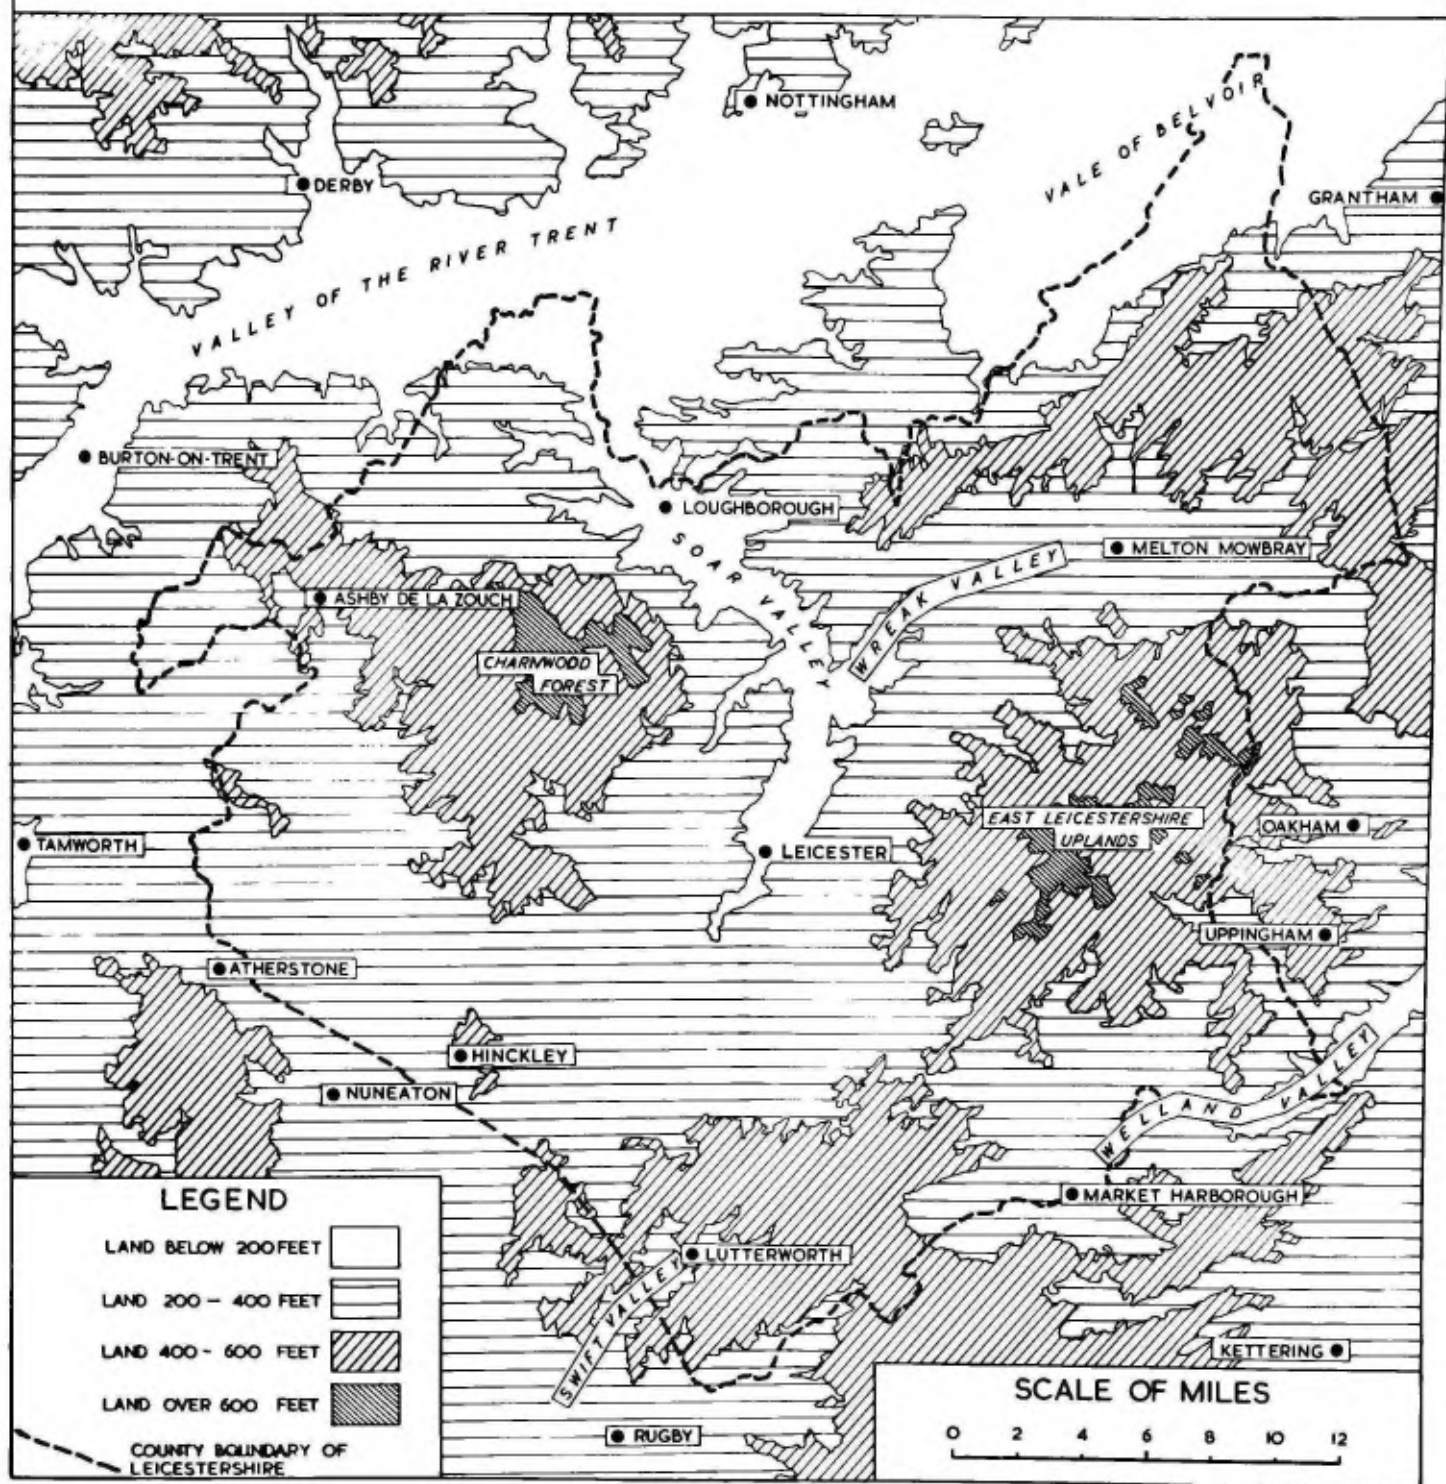 NOTTINGHAM
VALE OF BELVOIR
DERBY
GRANTHAM
VALLEY OF THE RIVER TRENT
BURTON-ON-TRENT
LOUGHBOROUGH
SOAR VALLEY
MELTON MOWBRAY
WREAK VALLEY
ASHBY DE LA ZOUCH
CHARNWOOD
FOREST
EAST LEICESTERSHIRE
UPLANDS
OAKHAM
TAMWORTH
LEICESTER
UPPINGHAM
ATHERSTONE
HINCKLEY
NUNEATON
WELLAND VALLEY
MARKET HARBOROUGH
LUTTERWORTH
SWIFT VALLEY
KETTERING
RUGBY
LEGEND
LAND BELOW 200 FEET
LAND 200 - 400 FEET
LAND 400 - 600 FEET
LAND OVER 600 FEET
COUNTY BOUNDARY OF
LEICESTERSHIRE
SCALE OF MILES
0 2 4 6 8 10 12